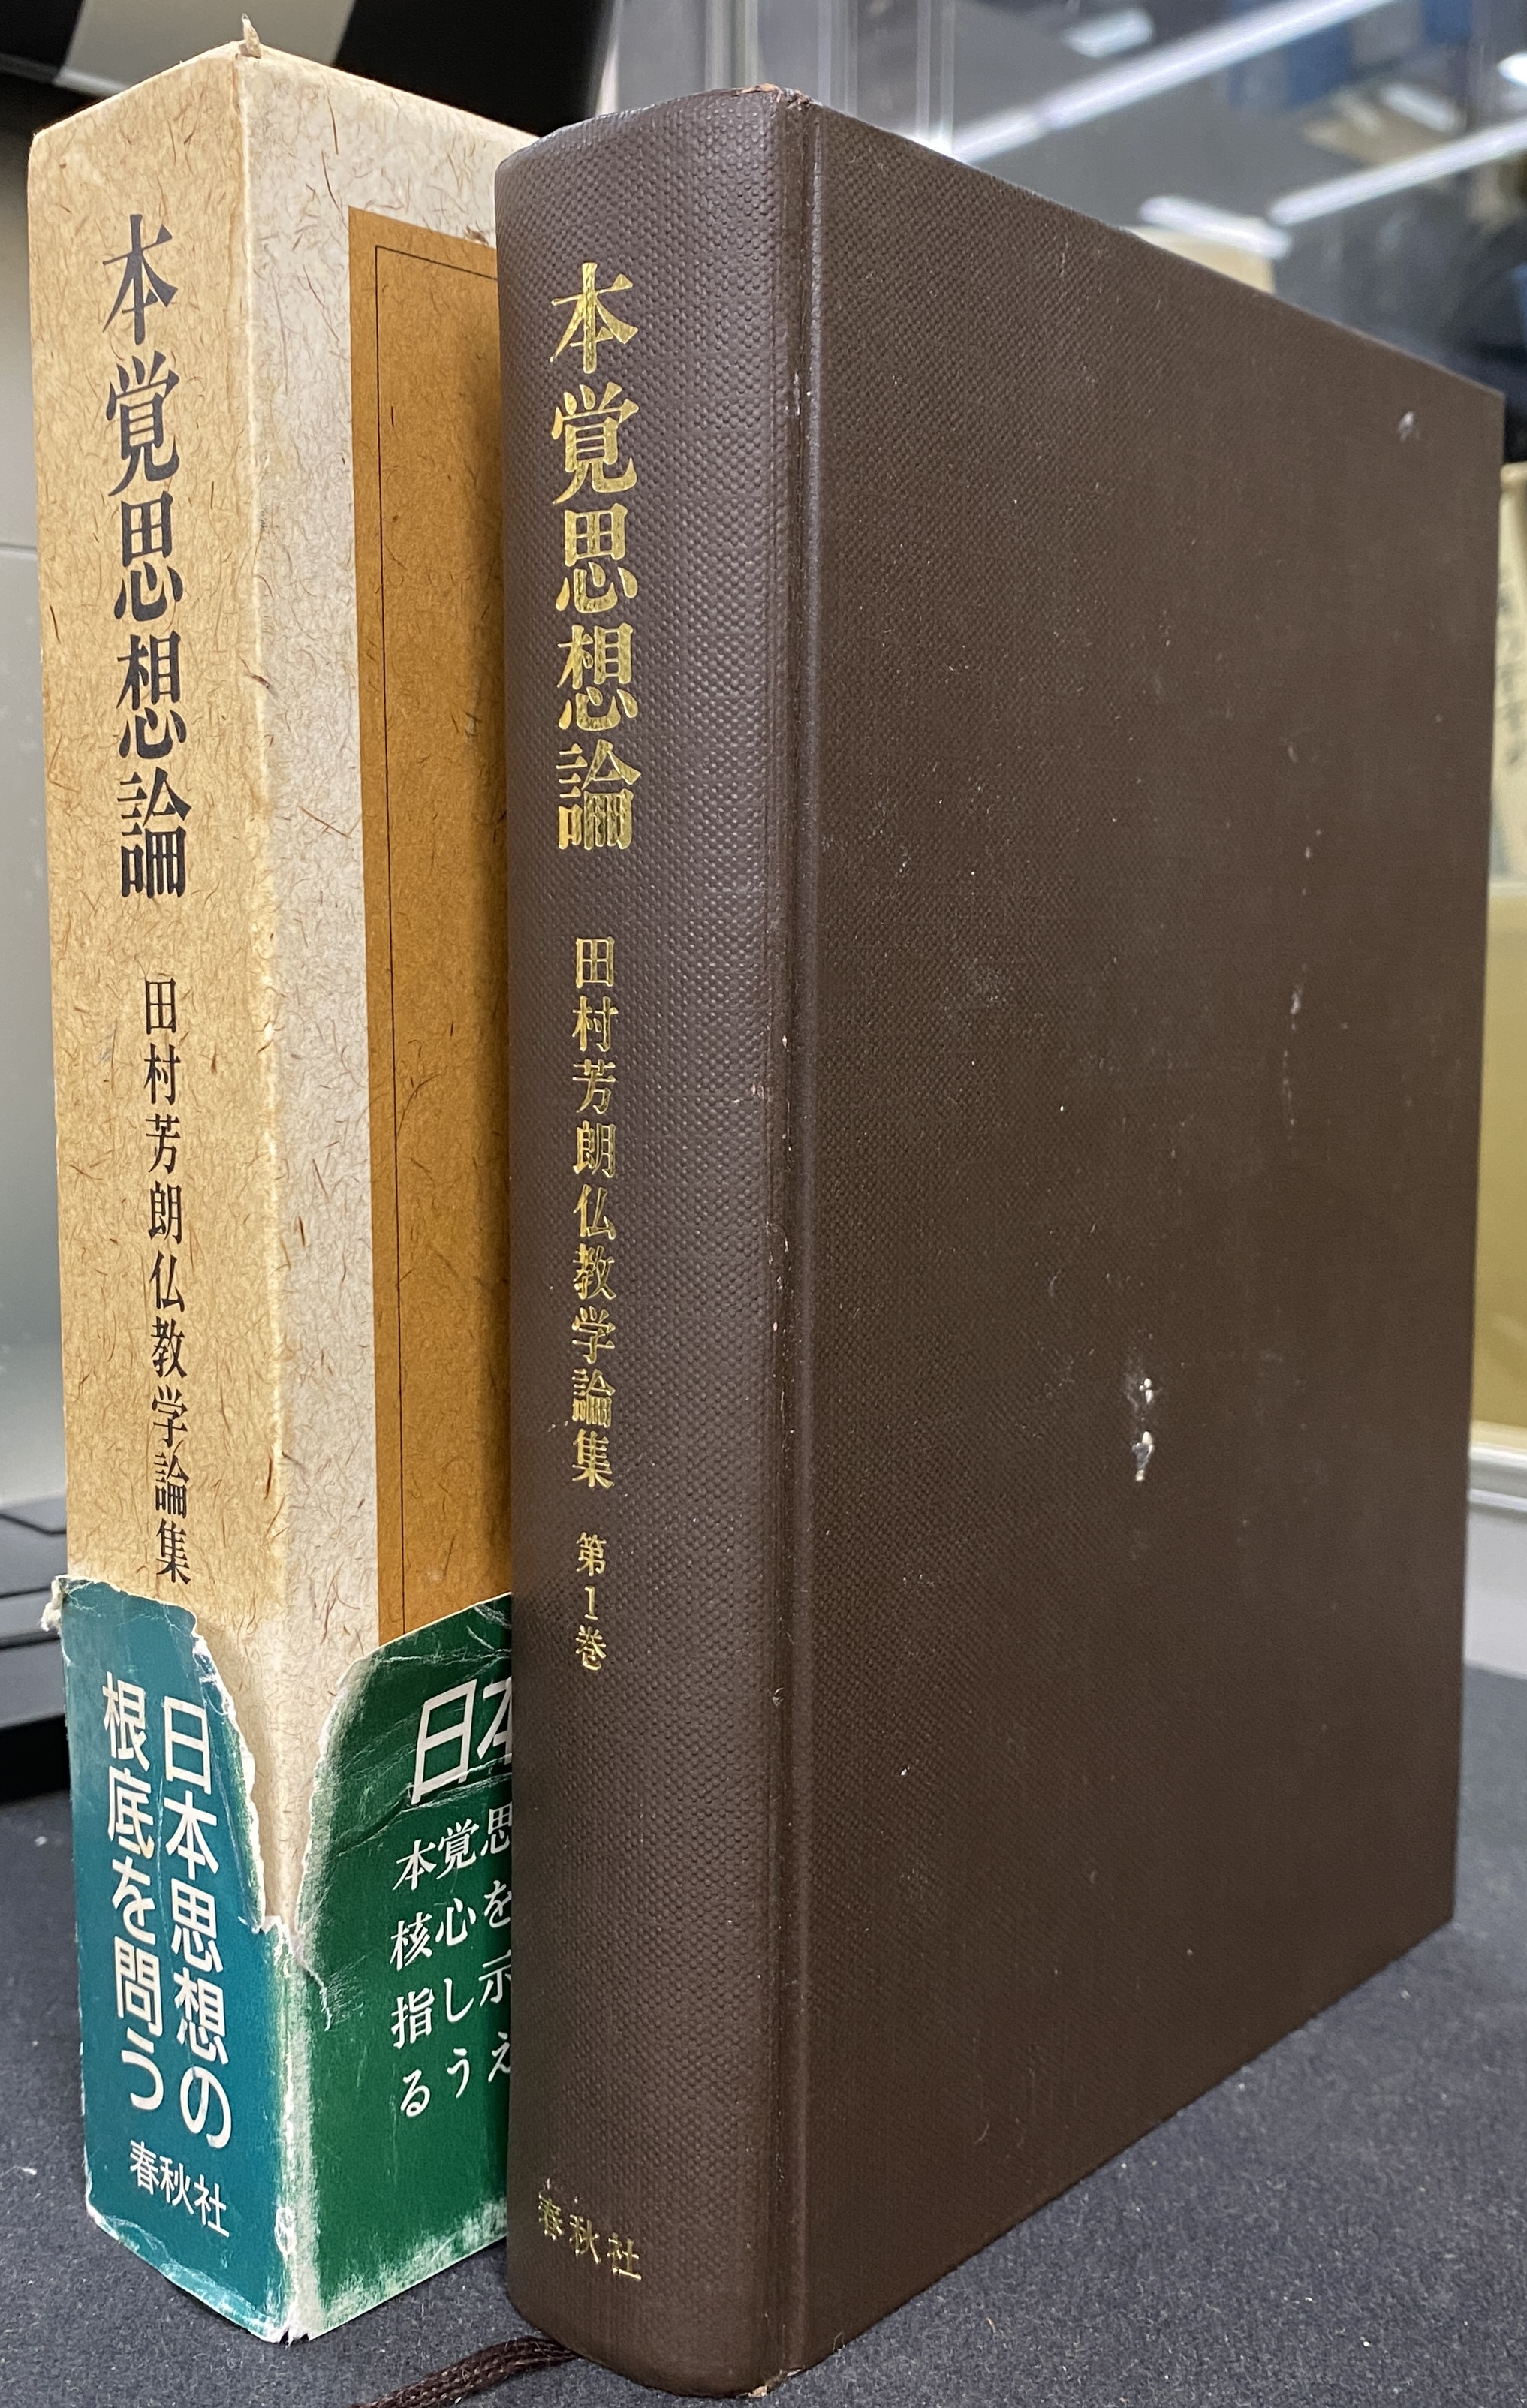 本覚思想論
田村芳朗仏教学論集
日本思想の
根底を問う
春秋社
日本
本覚思
核心を
指し示
るうえ
本覚思想論
田村芳朗仏教学論集
第1巻
春秋社